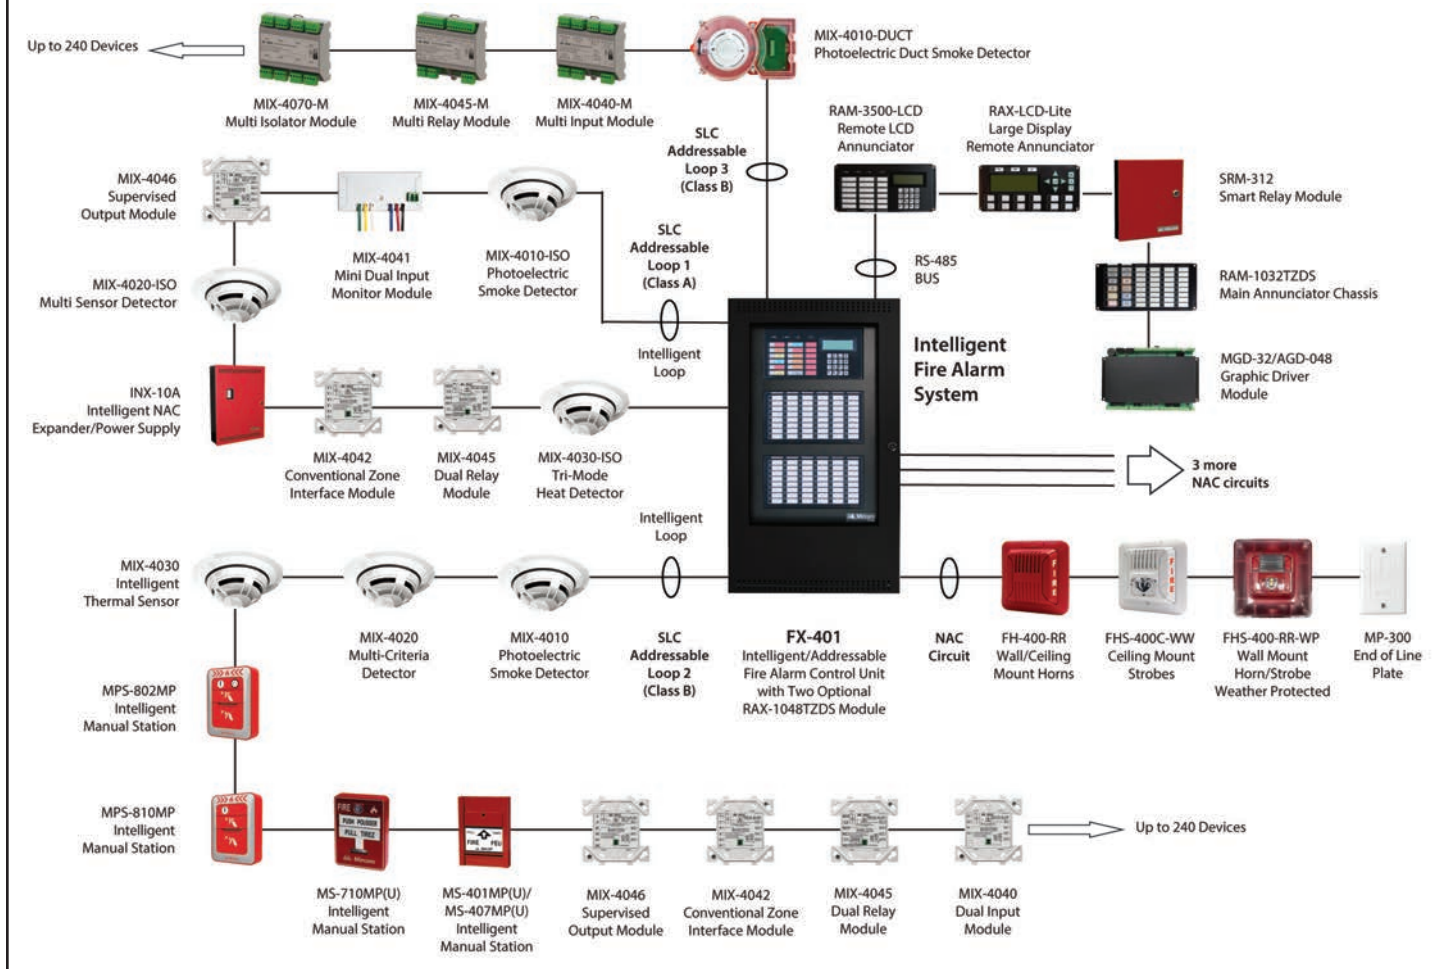 Up to 240 Devices
MIX-4070-M
Multi Isolator Module
MIX-4045-M
Multi Relay Module
MIX-4040-M
Multi Input Module
MIX-4010-DUCT
Photoelectric Duct Smoke Detector
SLC
Addressable
Loop 3
(Class B)
RAM-3500-LCD
Remote LCD
Annunciator
RAX-LCD-Lite
Large Display
Remote Annunciator
SRM-312
Smart Relay Module
MIX-4046
Supervised
Output Module
MIX-4041
Mini Dual Input
Monitor Module
MIX-4010-ISO
Photoelectric
Smoke Detector
SLC
Addressable
Loop 1
(Class A)
Intelligent
Loop
RS-485
BUS
RAM-1032TZDS
Main Annunciator Chassis
MIX-4020-ISO
Multi Sensor Detector
Intelligent
Fire Alarm
System
MGD-32/AGD-048
Graphic Driver
Module
INX-10A
Intelligent NAC
Expander/Power Supply
MIX-4042
Conventional Zone
Interface Module
MIX-4045
Dual Relay
Module
MIX-4030-ISO
Tri-Mode
Heat Detector
3 more
NAC circuits
Mircom
Intelligent
Loop
MIX-4030
Intelligent
Thermal Sensor
MIX-4020
Multi-Criteria
Detector
MIX-4010
Photoelectric
Smoke Detector
SLC
Addressable
Loop 2
(Class B)
FX-401
Intelligent/Addressable
Fire Alarm Control Unit
with Two Optional
RAX-1048TZDS Module
NAC
Circuit
FIRE
FH-400-RR
Wall/Ceiling
Mount Horns
FIRE
FHS-400C-WW
Ceiling Mount
Strobes
FHS-400-RR-WP
Wall Mount
Horn/Strobe
Weather Protected
MP-300
End of Line
Plate
MPS-802MP
Intelligent
Manual Station
MPS-810MP
Intelligent
Manual Station
FIRE
PUSH POUSSER
PULL TIREZ
Mircom
MS-710MP(U)
Intelligent
Manual Station
FIRE FEU
MS-401MP(U)/
MS-407MP(U)
Intelligent
Manual Station
MIX-4046
Supervised
Output Module
MIX-4042
Conventional Zone
Interface Module
MIX-4045
Dual Relay
Module
MIX-4040
Dual Input
Module
Up to 240 Devices